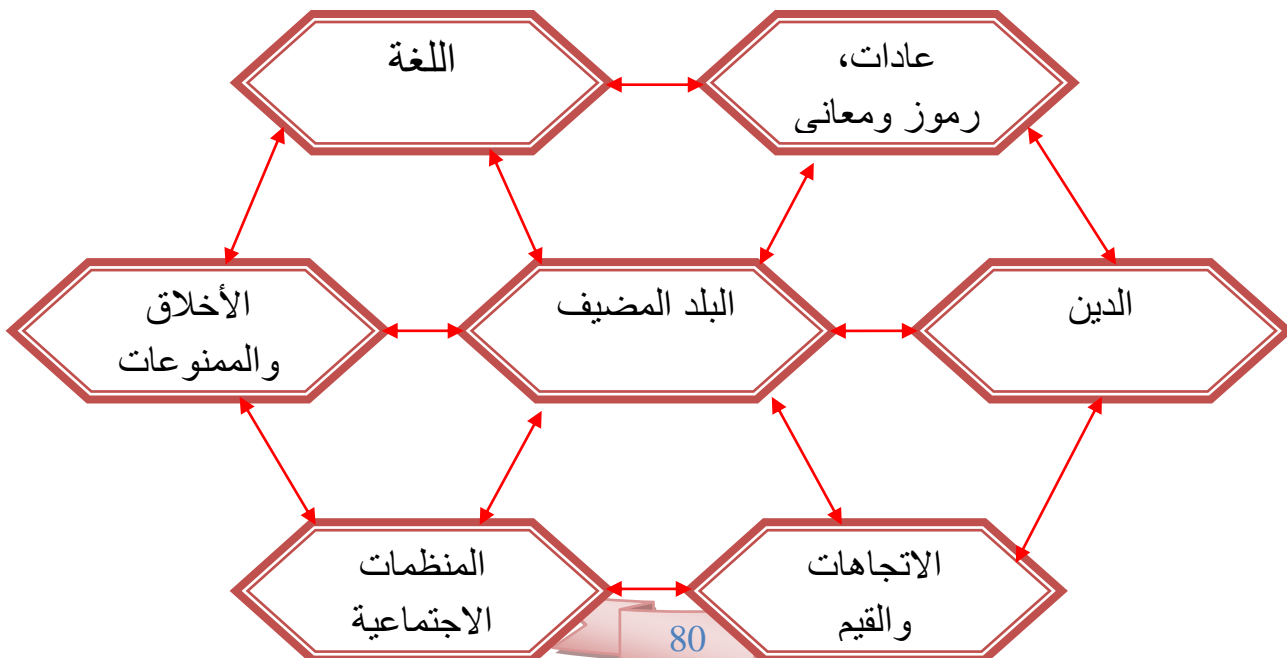 عادات،
رموز ومعانى
اللغة
الدين
البلد المضيف
الأخلاق
والممنوعات
الاتجاهات
والقيم
المنظمات
الاجتماعية
80